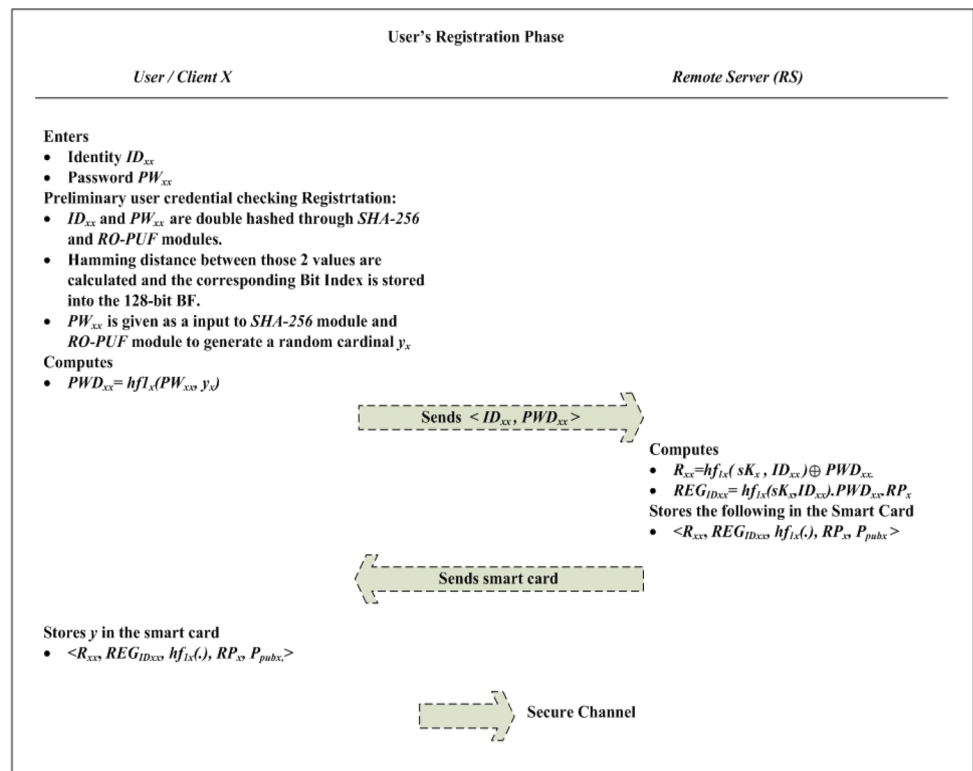 User's Registration Phase
User / Client X
Remote Server (RS)
Enters
• Identity IDₓₓ
• Password PWₓₓ
Preliminary user credential checking Registrtation:
• IDₓₓ and PWₓₓ are double hashed through SHA-256
and RO-PUF modules.
• Hamming distance between those 2 values are
calculated and the corresponding Bit Index is stored
into the 128-bit BF.
• PWₓₓ is given as a input to SHA-256 module and
RO-PUF module to generate a random cardinal yₓ
Computes
• PWDₓₓ= hf1ₓ(PWₓₓ, yₓ)
Sends < IDₓₓ, PWDₓₓ >
Computes
• Rₓₓ=hf₁ₓ( sKₓ , IDₓₓ )⊕ PWDₓₓ.
• REG_IDxx= hf₁ₓ(sKₓ,IDₓₓ).PWDₓₓ.RPₓ
Stores the following in the Smart Card
• <Rₓₓ, REG_IDxx, hf₁ₓ(.), RPₓ, P_pubx >
Sends smart card
Stores y in the smart card
• <Rₓₓ, REG_IDxx, hf₁ₓ(.), RPₓ, P_pubx,>
Secure Channel